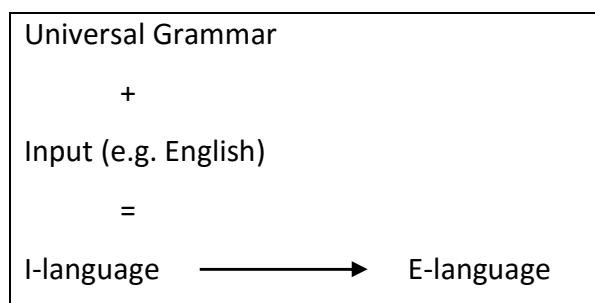 Universal Grammar
+
Input (e.g. English)
=
I-language E-language